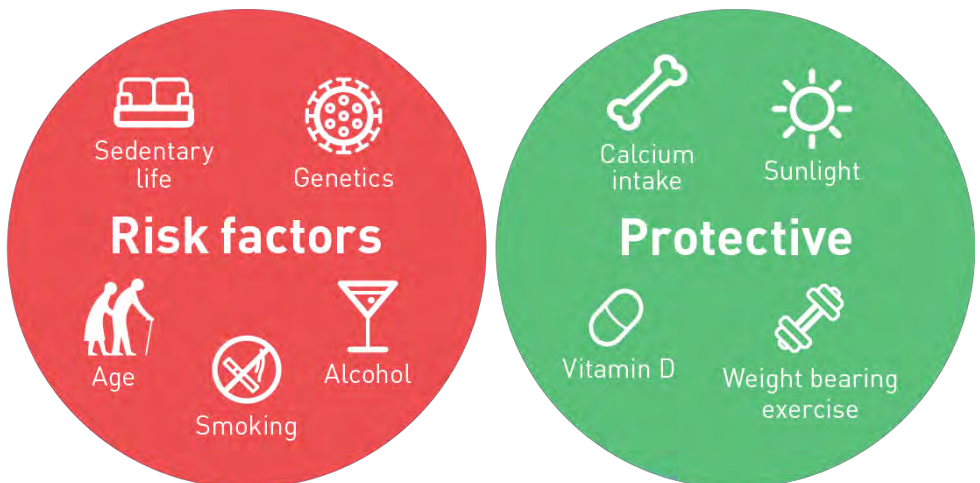 Sedentary
life
Genetics
Risk factors
Age
Smoking
Alcohol
Calcium
intake
Sunlight
Protective
Vitamin D
Weight bearing
exercise